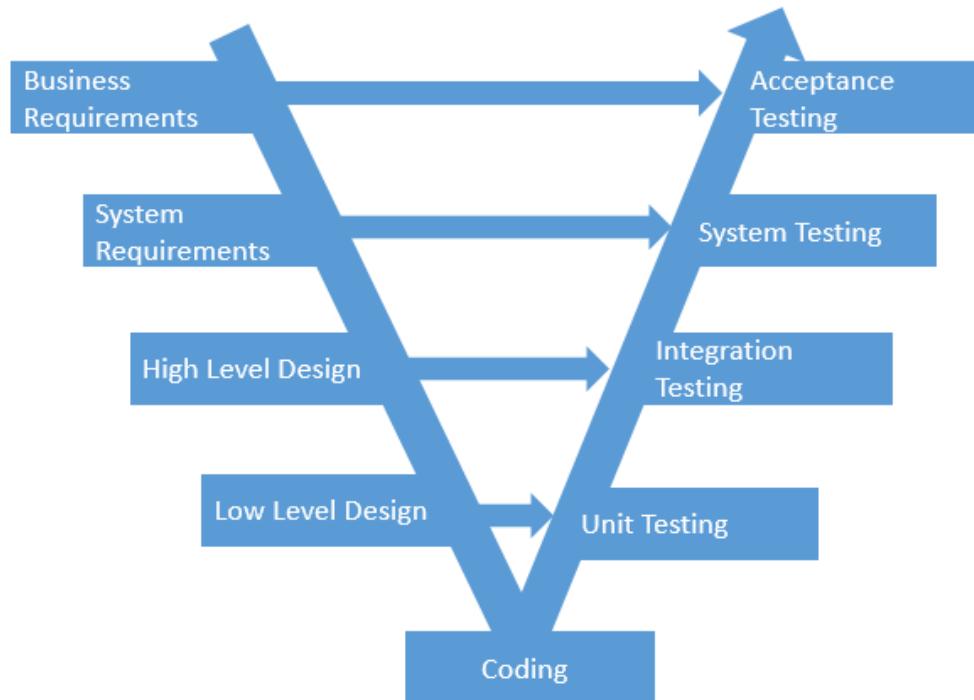 Business
Requirements
Acceptance
Testing
System
Requirements
System Testing
High Level Design
Integration
Testing
Low Level Design
Unit Testing
Coding